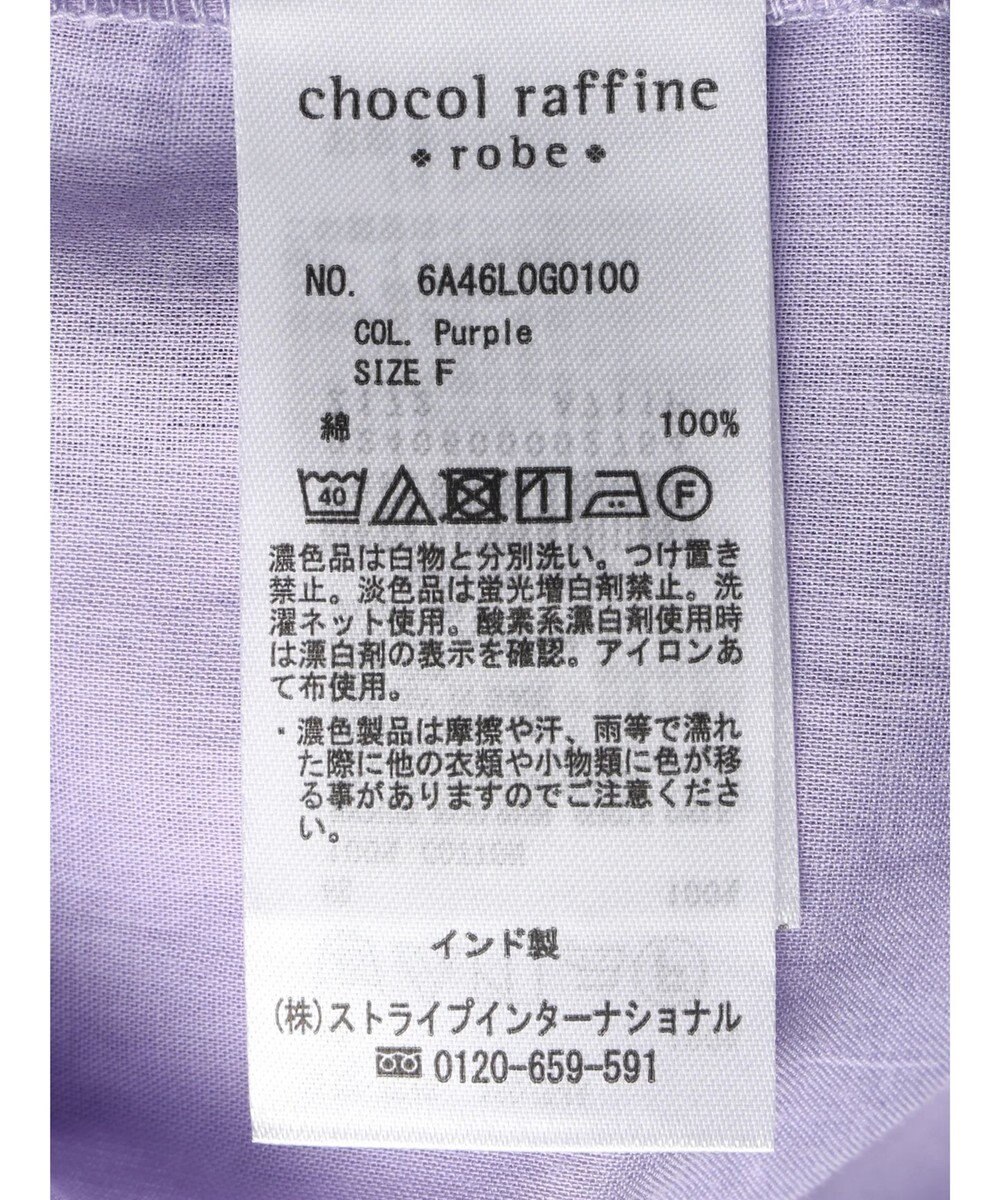 chocol raffine
robe
NO. 6A46L0G0100
COL. Purple
SIZE F
綿 100%
40 F
濃色品は白物と分別洗い。つけ置き
禁止。淡色品は蛍光増白剤禁止。洗
濯ネット使用。酸素系漂白剤使用時
は漂白剤の表示を確認。アイロンあ
て布使用。
・濃色製品は摩擦や汗、雨等で濡れ
た際に他の衣類や小物類に色が移
る事がありますのでご注意くださ
い。
インド製
(株)ストライプインターナショナル
0120-659-591